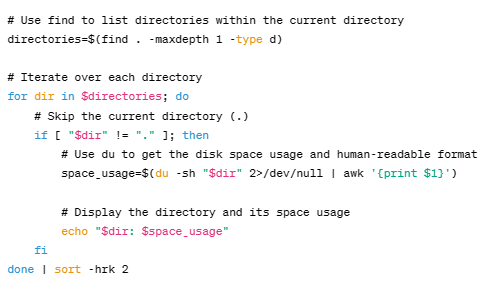 # Use find to list directories within the current directory
directories=$(find . -maxdepth 1 -type d)

# Iterate over each directory
for dir in $directories; do
    # Skip the current directory (.)
    if [ "$dir" != "." ]; then
        # Use du to get the disk space usage and human-readable format
        space_usage=$(du -sh "$dir" 2>/dev/null | awk '{print $1}')

        # Display the directory and its space usage
        echo "$dir: $space_usage"
    fi
done | sort -hrk 2